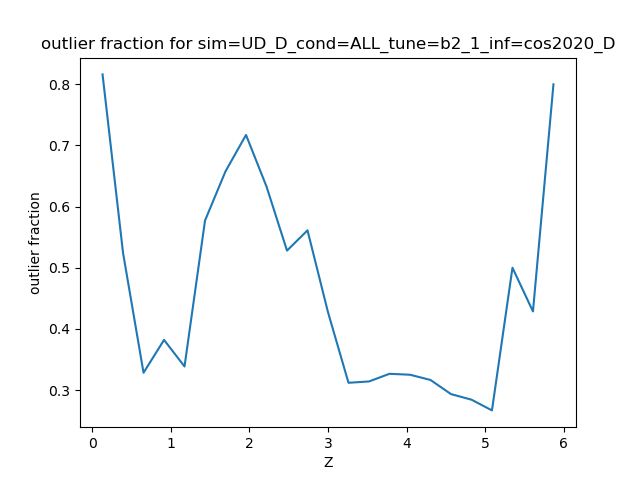 outlier fraction for sim=UD_D_cond=ALL_tune=b2_1_inf=cos2020_D
0.8
0.7
0.6
0.5
0.4
0.3
outlier fraction
0 1 2 3 4 5 6
Z